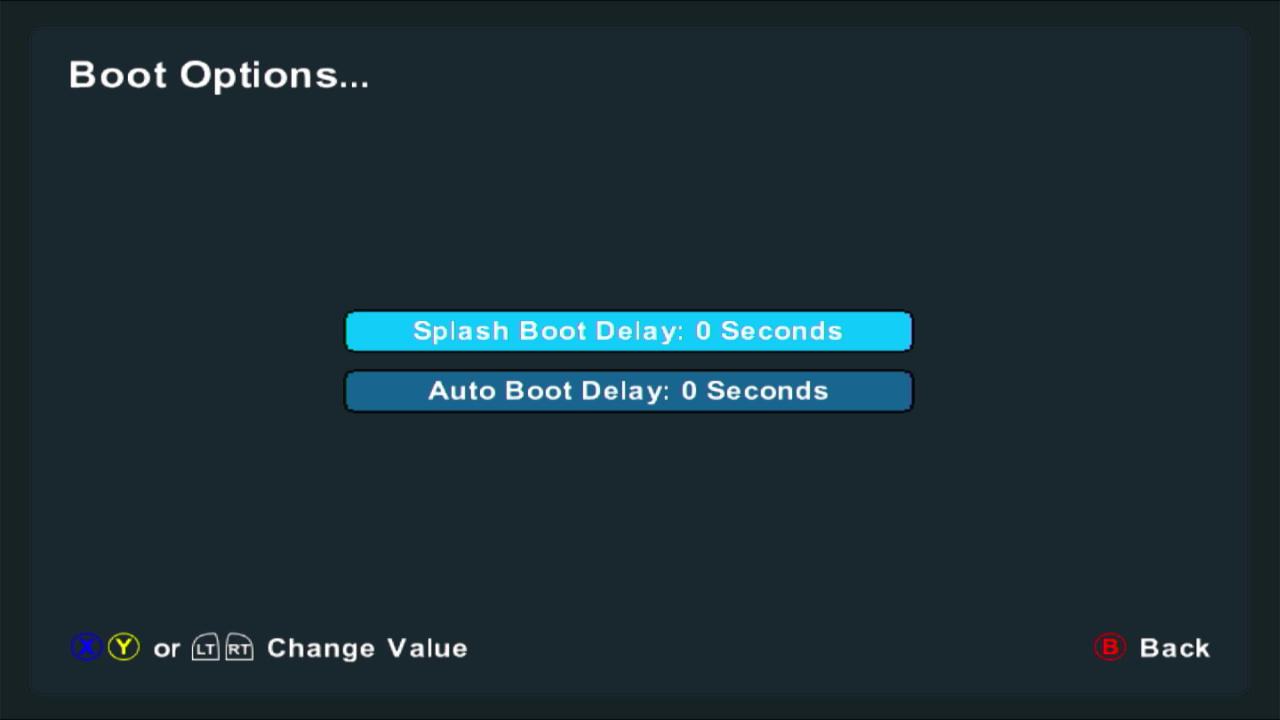 Boot Options...
Splash Boot Delay: 0 Seconds
Auto Boot Delay: 0 Seconds
X Y or LT RT Change Value
B Back